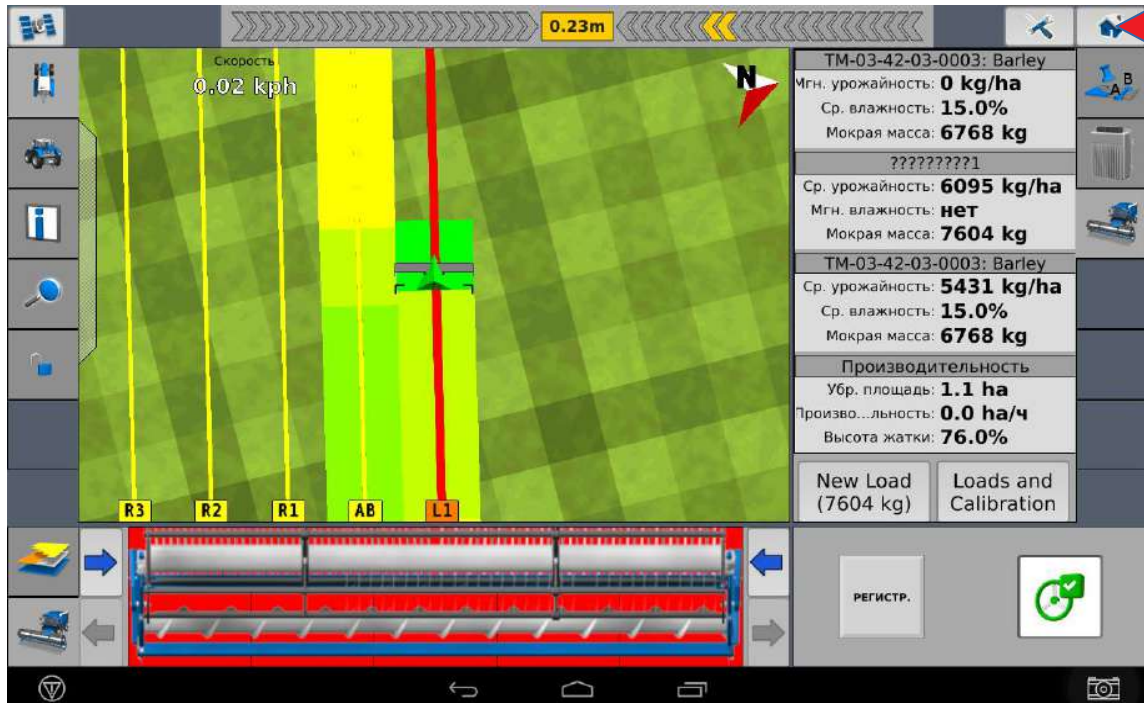 0.23m
Скорость
0.02 kph
N
R3
R2
R1
AB
L1
TM-03-42-03-0003: Barley
Мгн. урожайность: 0 kg/ha
Ср. влажность: 15.0%
Мокрая масса: 6768 kg
?????????1
Ср. урожайность: 6095 kg/ha
Мгн. влажность: нет
Мокрая масса: 7604 kg
TM-03-42-03-0003: Barley
Ср. урожайность: 5431 kg/ha
Ср. влажность: 15.0%
Мокрая масса: 6768 kg
Производительность
Убр. площадь: 1.1 ha
Произво...льность: 0.0 ha/ч
Высота жатки: 76.0%
New Load
(7604 kg)
Loads and
Calibration
A B
РЕГИСТР.